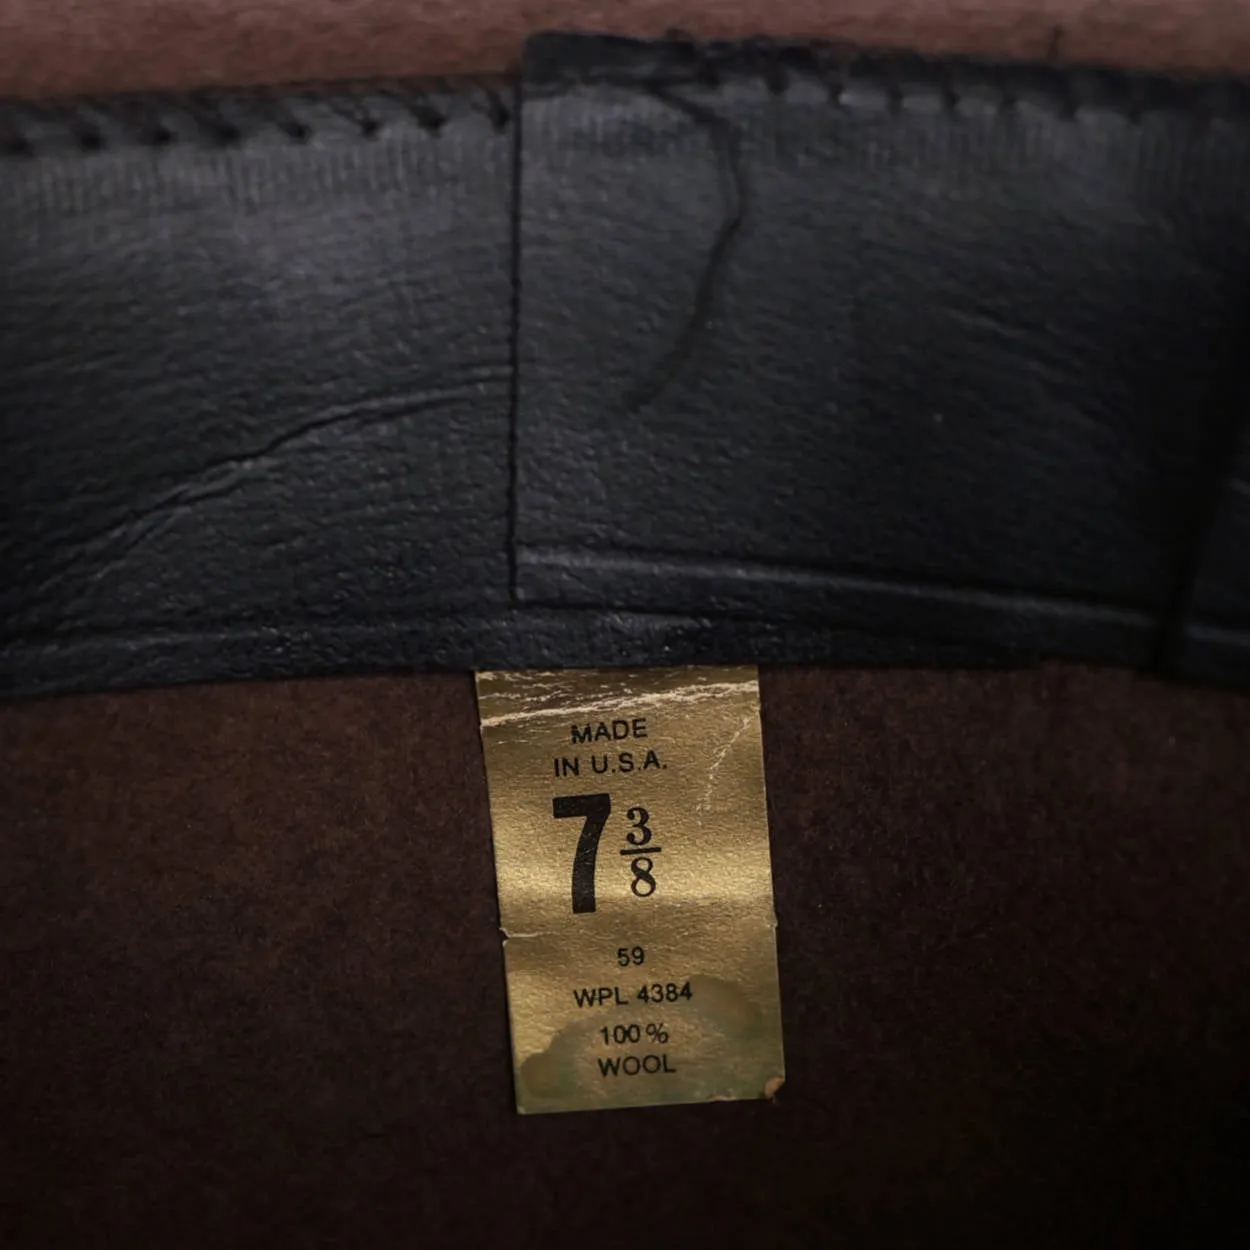 MADE
IN U.S.A.
7 3/8
59
WPL 4384
100%
WOOL